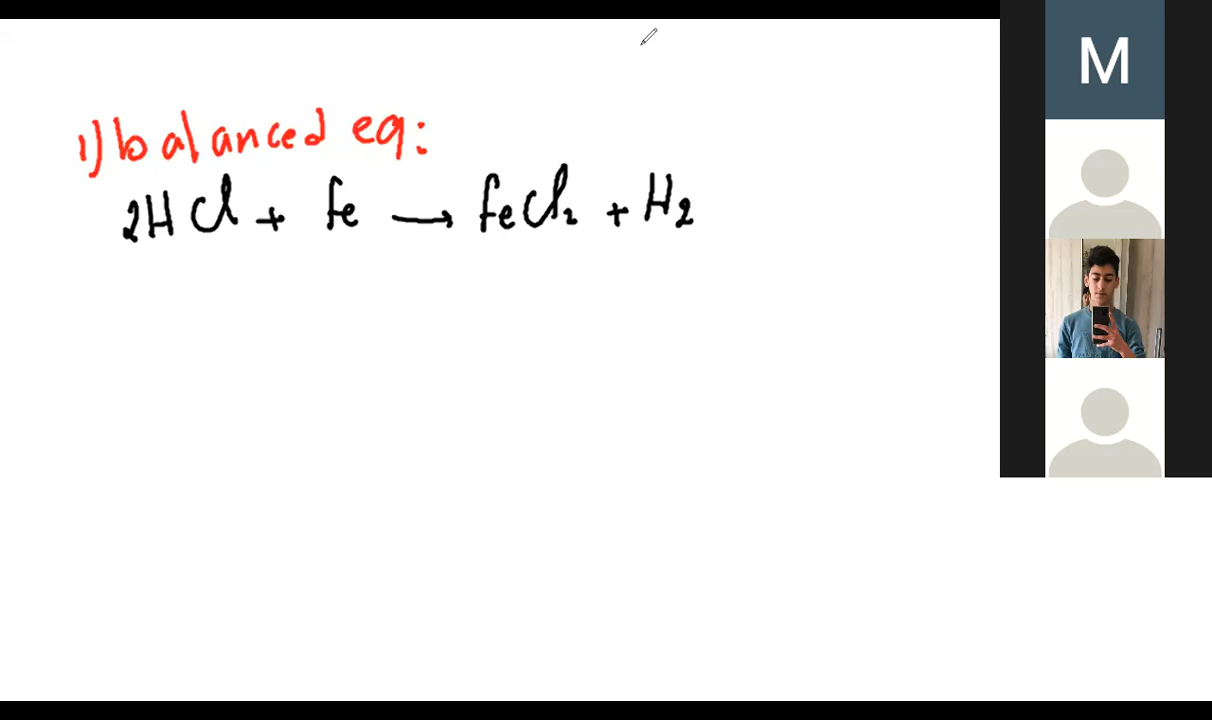 1) balanced eq:
2HCl + Fe → FeCl₂ + H₂
M